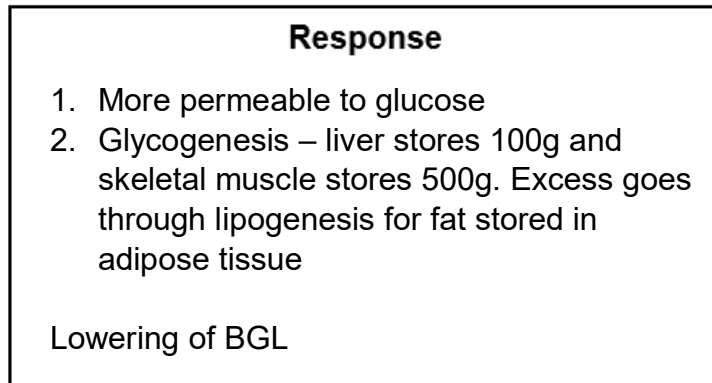 Response
1. More permeable to glucose
2. Glycogenesis – liver stores 100g and
skeletal muscle stores 500g. Excess goes
through lipogenesis for fat stored in
adipose tissue
Lowering of BGL